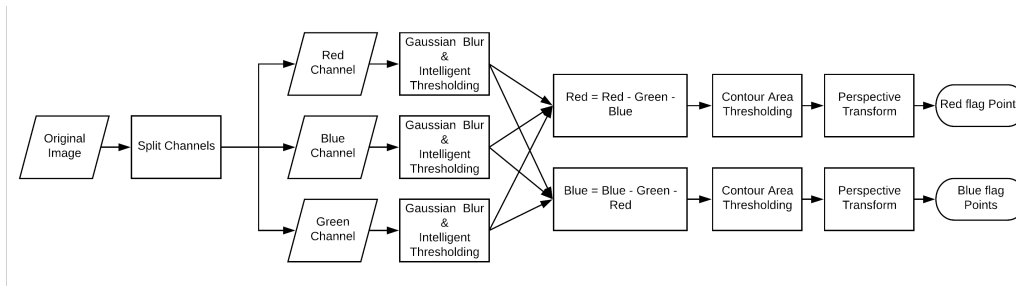 Original
Image
Split Channels
Red
Channel
Gaussian Blur
&
Intelligent
Thresholding
Blue
Channel
Gaussian Blur
&
Intelligent
Thresholding
Green
Channel
Gaussian Blur
&
Intelligent
Thresholding
Red = Red - Green -
Blue
Contour Area
Thresholding
Perspective
Transform
Red flag Point
Blue = Blue - Green -
Red
Contour Area
Thresholding
Perspective
Transform
Blue flag
Points